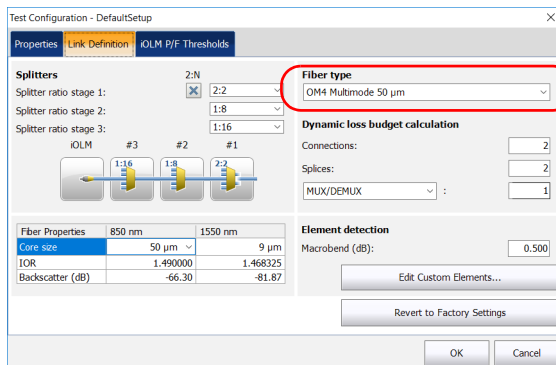 Test Configuration - DefaultSetup
Properties
Link Definition
iOLM P/F Thresholds
Splitters
2:N
Splitter ratio stage 1:
2:2
Splitter ratio stage 2:
1:8
Splitter ratio stage 3:
1:16
iOLM #3 #2 #1
1:16 1:8 2:2
Fiber Properties 850 nm 1550 nm
Core size 50 µm 9 µm
IOR 1.490000 1.468325
Backscatter (dB) -66.30 -81.87
Fiber type
OM4 Multimode 50 µm
Dynamic loss budget calculation
Connections: 2
Splices: 2
MUX/DEMUX : 1
Element detection
Macrobend (dB): 0.500
Edit Custom Elements...
Revert to Factory Settings
OK Cancel